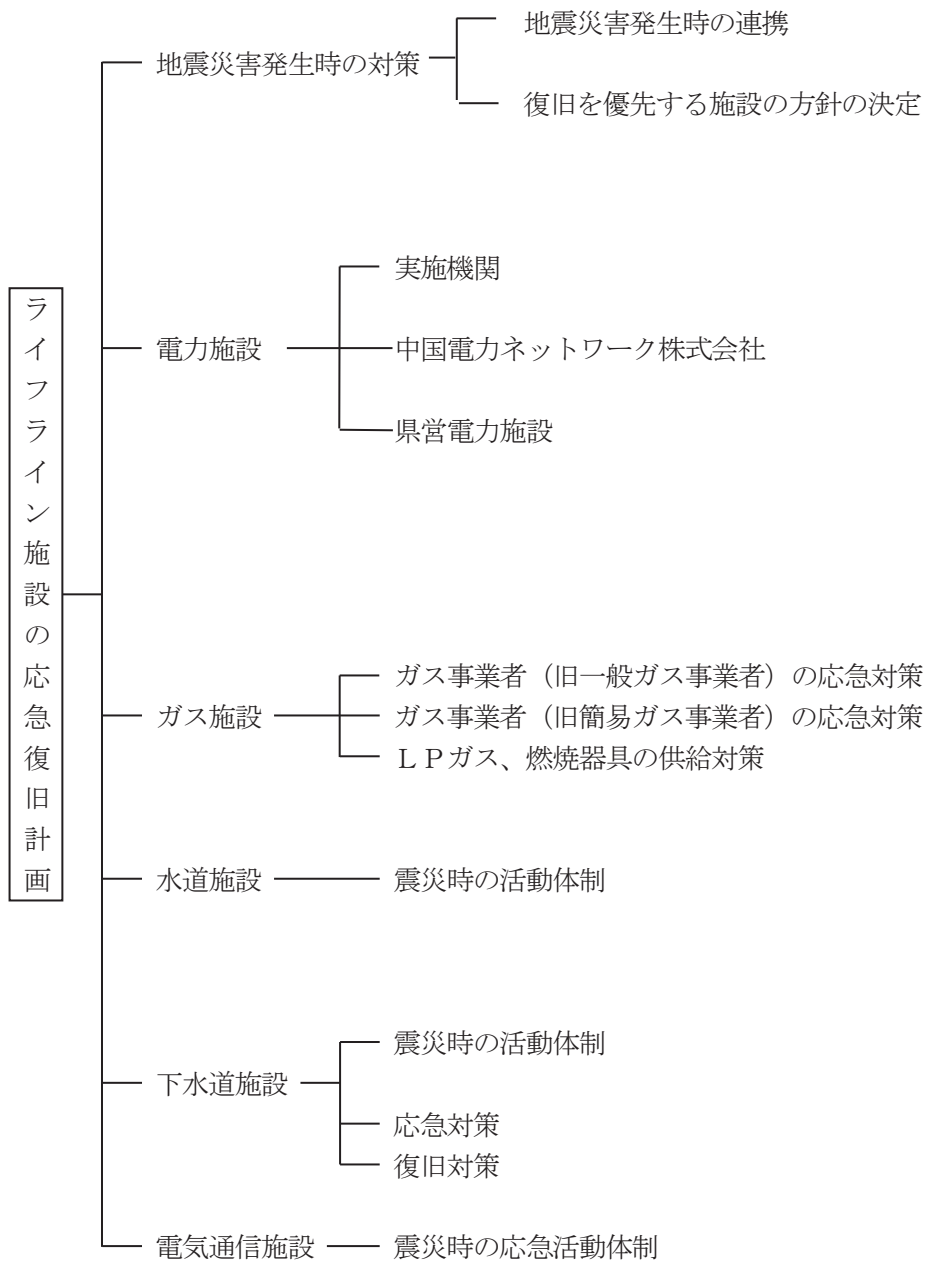 ライフライン施設の応急復旧計画
地震災害発生時の対策
地震災害発生時の連携
復旧を優先する施設の方針の決定
電力施設
実施機関
中国電力ネットワーク株式会社
県営電力施設
ガス施設
ガス事業者（旧一般ガス事業者）の応急対策
ガス事業者（旧簡易ガス事業者）の応急対策
ＬＰガス、燃焼器具の供給対策
水道施設
震災時の活動体制
下水道施設
震災時の活動体制
応急対策
復旧対策
電気通信施設
震災時の応急活動体制